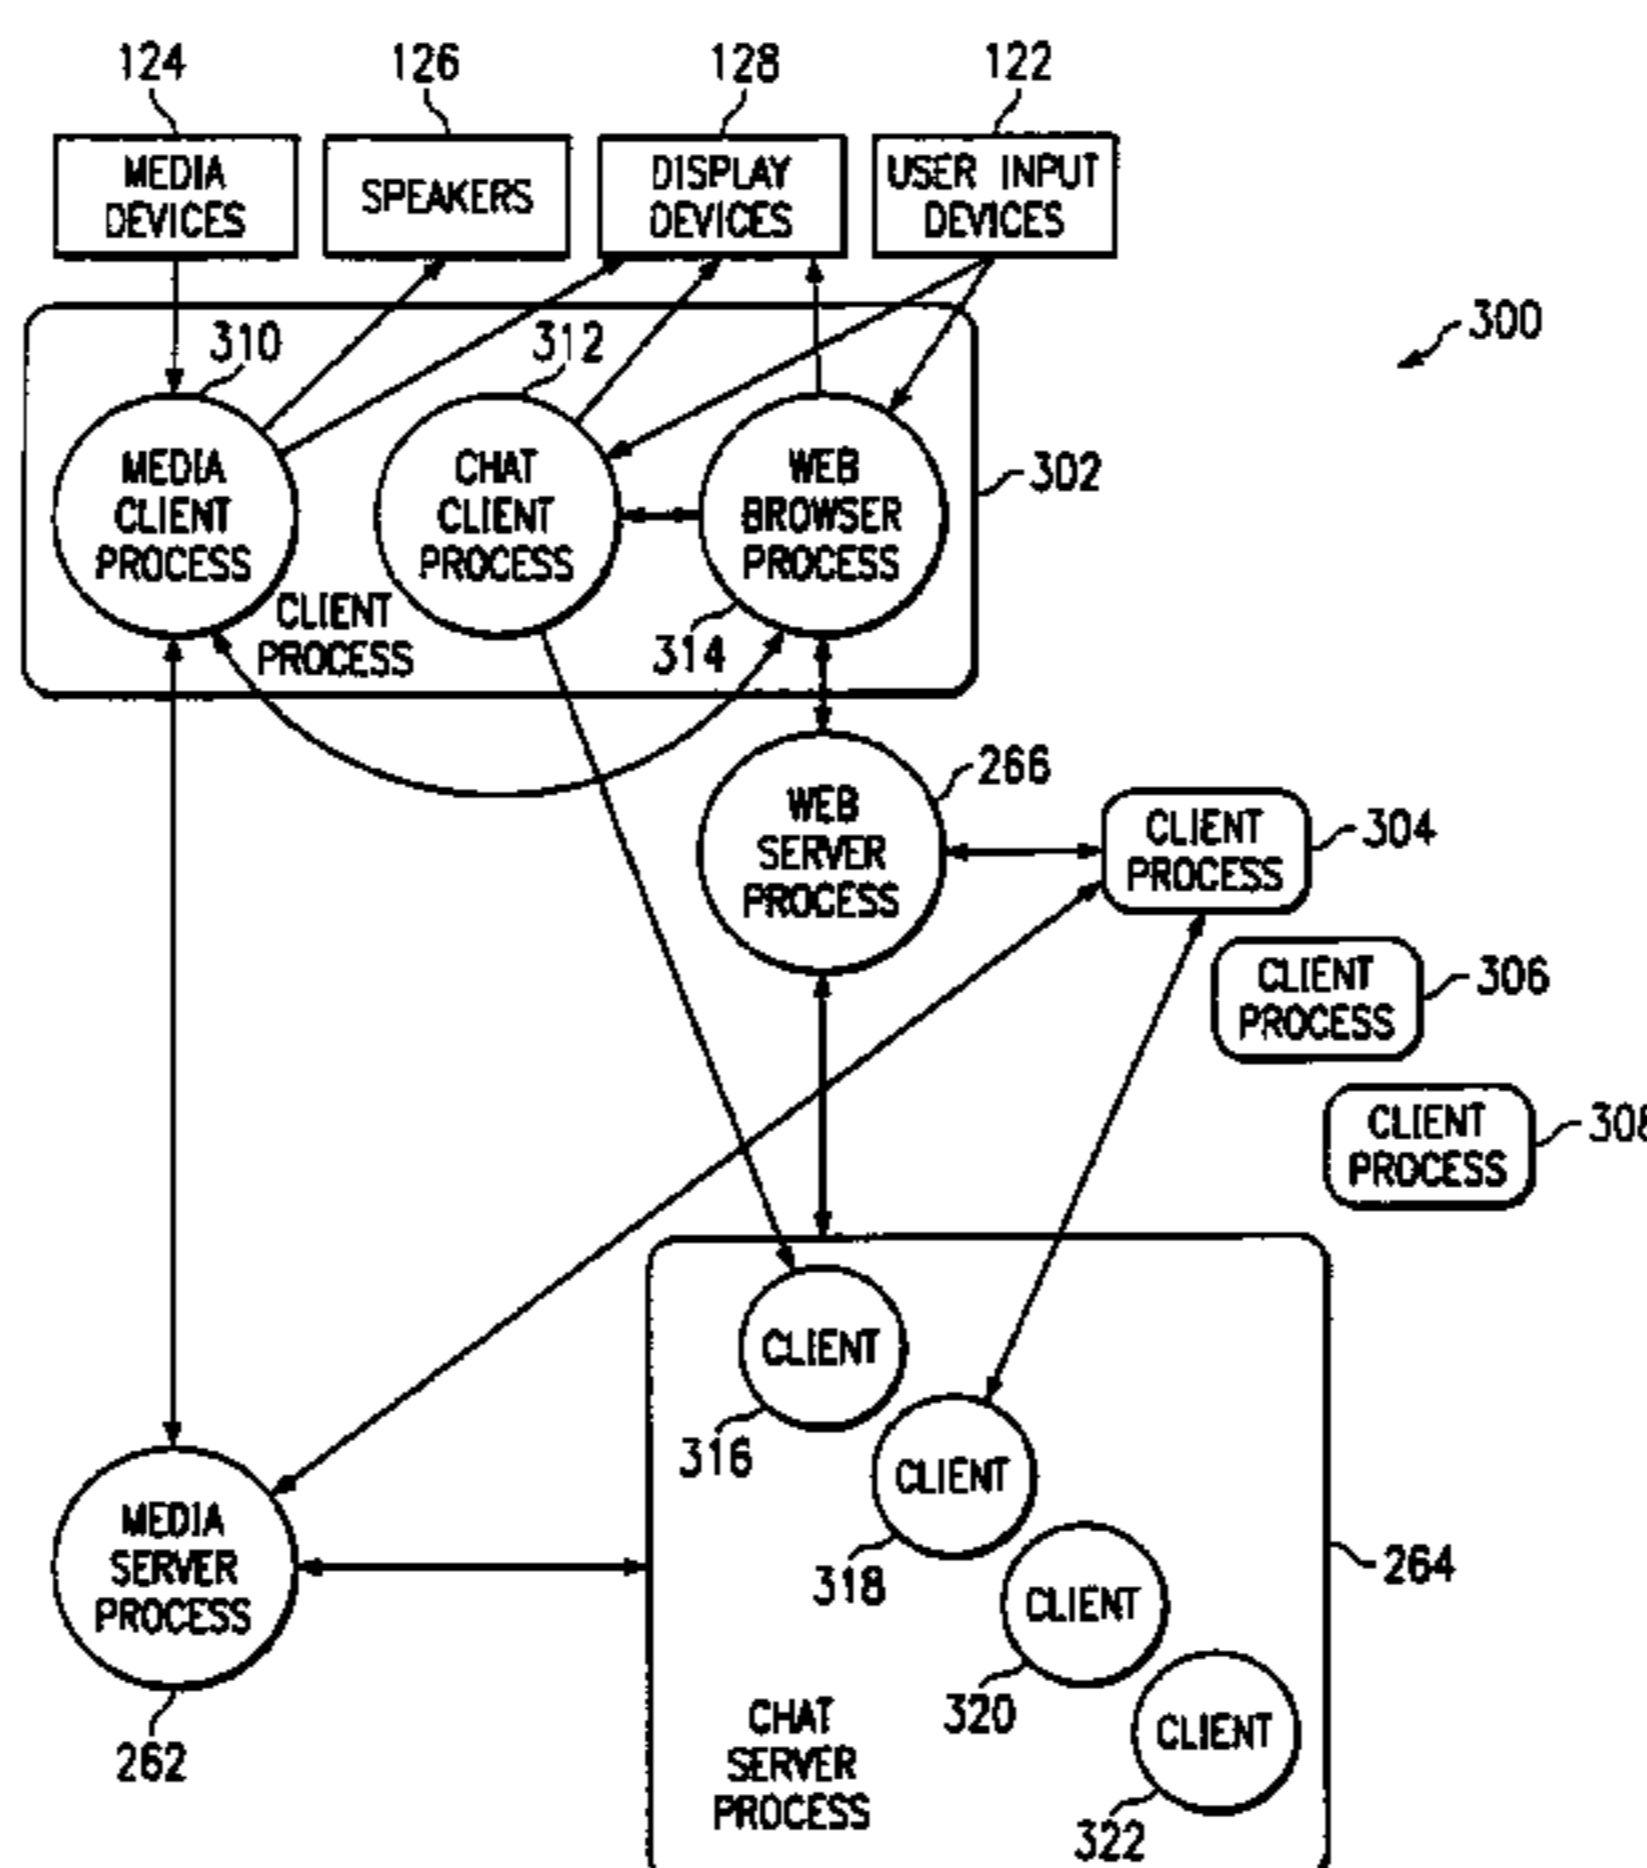 124
126
128
122
MEDIA
DEVICES
SPEAKERS
DISPLAY
DEVICES
USER INPUT
DEVICES
300
310
312
302
MEDIA
CLIENT
PROCESS
CHAT
CLIENT
PROCESS
WEB
BROWSER
PROCESS
CLIENT
PROCESS
314
266
WEB
SERVER
PROCESS
CLIENT
PROCESS
304
CLIENT
PROCESS
306
CLIENT
PROCESS
308
CLIENT
316
CLIENT
318
CLIENT
320
CLIENT
322
264
MEDIA
SERVER
PROCESS
262
CHAT
SERVER
PROCESS